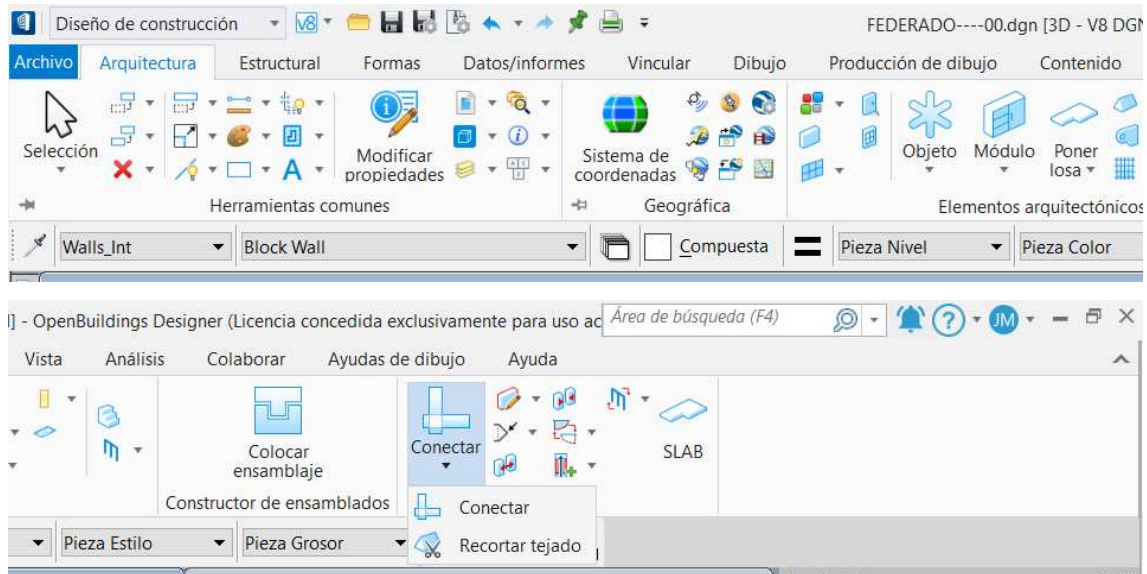 Diseño de construcción V8 FEDERADO----00.dgn [3D - V8 DGN
Archivo Arquitectura Estructural Formas Datos/informes Vincular Dibujo Producción de dibujo Contenido
Selección
Modificar propiedades
Sistema de coordenadas
Objeto Módulo Poner losa
Herramientas comunes Geográfica Elementos arquitectónicos
Walls_Int Block Wall Compuesta Pieza Nivel Pieza Color
] - OpenBuildings Designer (Licencia concedida exclusivamente para uso ac Área de búsqueda (F4) JM
Vista Análisis Colaborar Ayudas de dibujo Ayuda
Colocar ensamblaje
Conectar
SLAB
Constructor de ensamblados
Conectar
Pieza Estilo Pieza Grosor
Recortar tejado